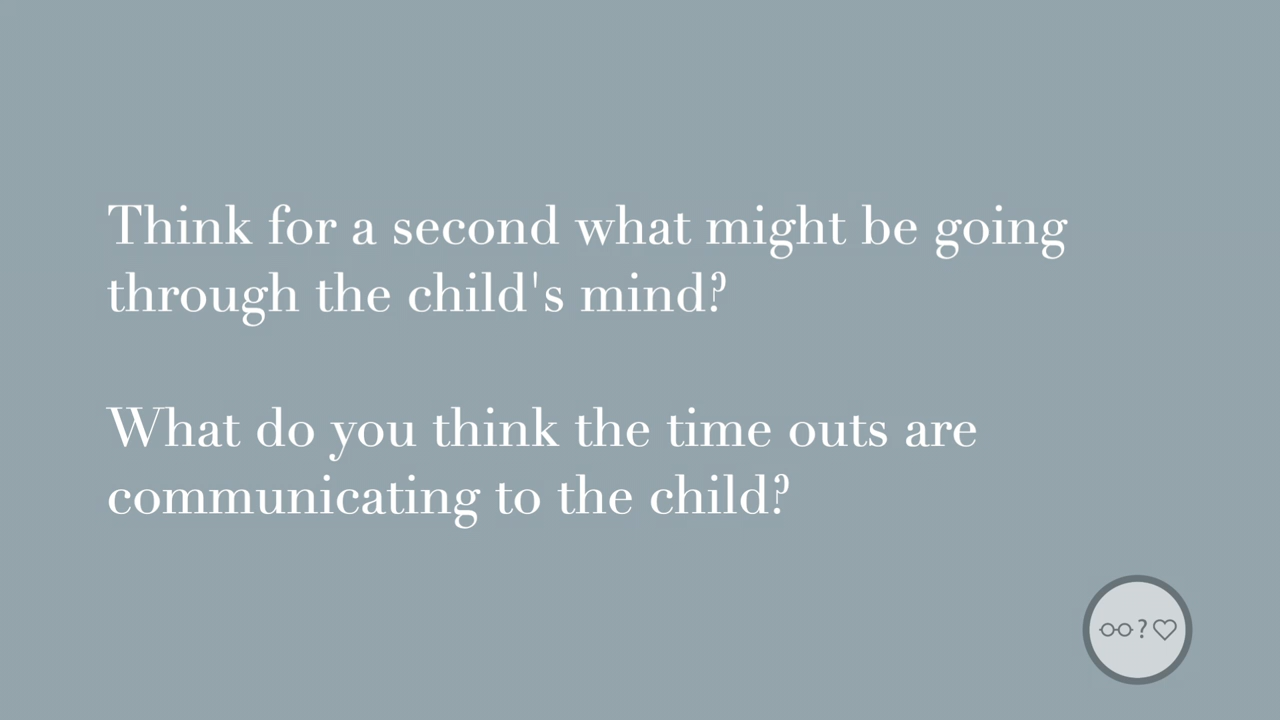 Think for a second what might be going
through the child's mind?
What do you think the time outs are
communicating to the child?
?